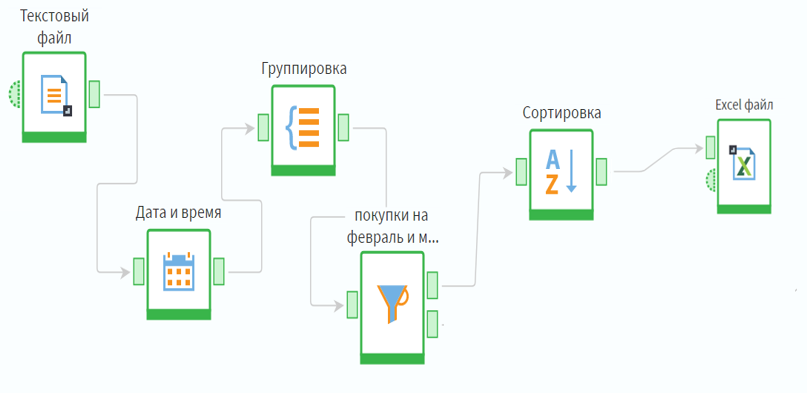 Текстовый
файл
Группировка
Дата и время
покупки на
февраль и м...
Сортировка
Excel файл
A
Z